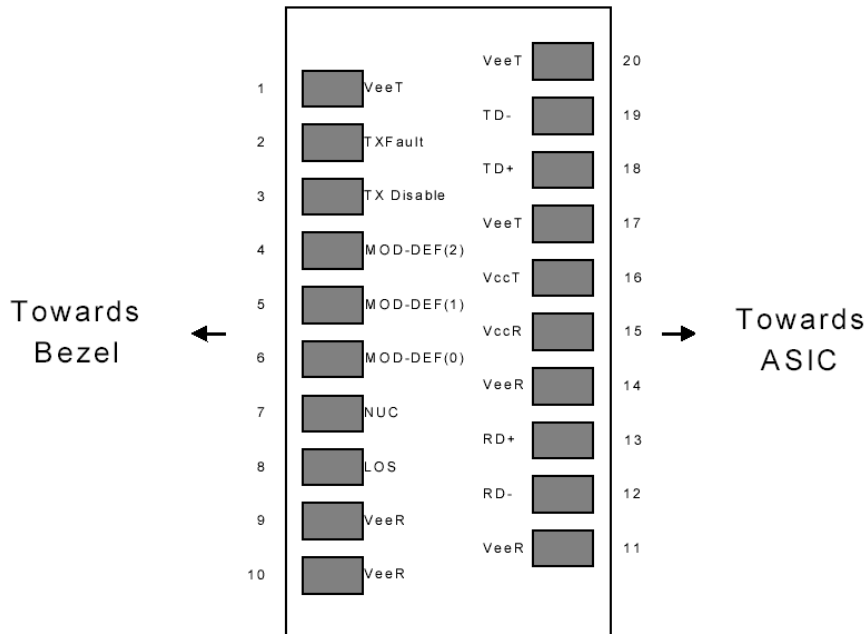 VeeT 20
1 VeeT
TD- 19
2 TXFault
TD+ 18
3 TX Disable
VeeT 17
4 MOD-DEF(2)
VccT 16
5 MOD-DEF(1)
Towards
Bezel
VccR 15
Towards
ASIC
6 MOD-DEF(0)
VeeR 14
7 NUC
RD+ 13
8 LOS
RD- 12
9 VeeR
VeeR 11
10 VeeR